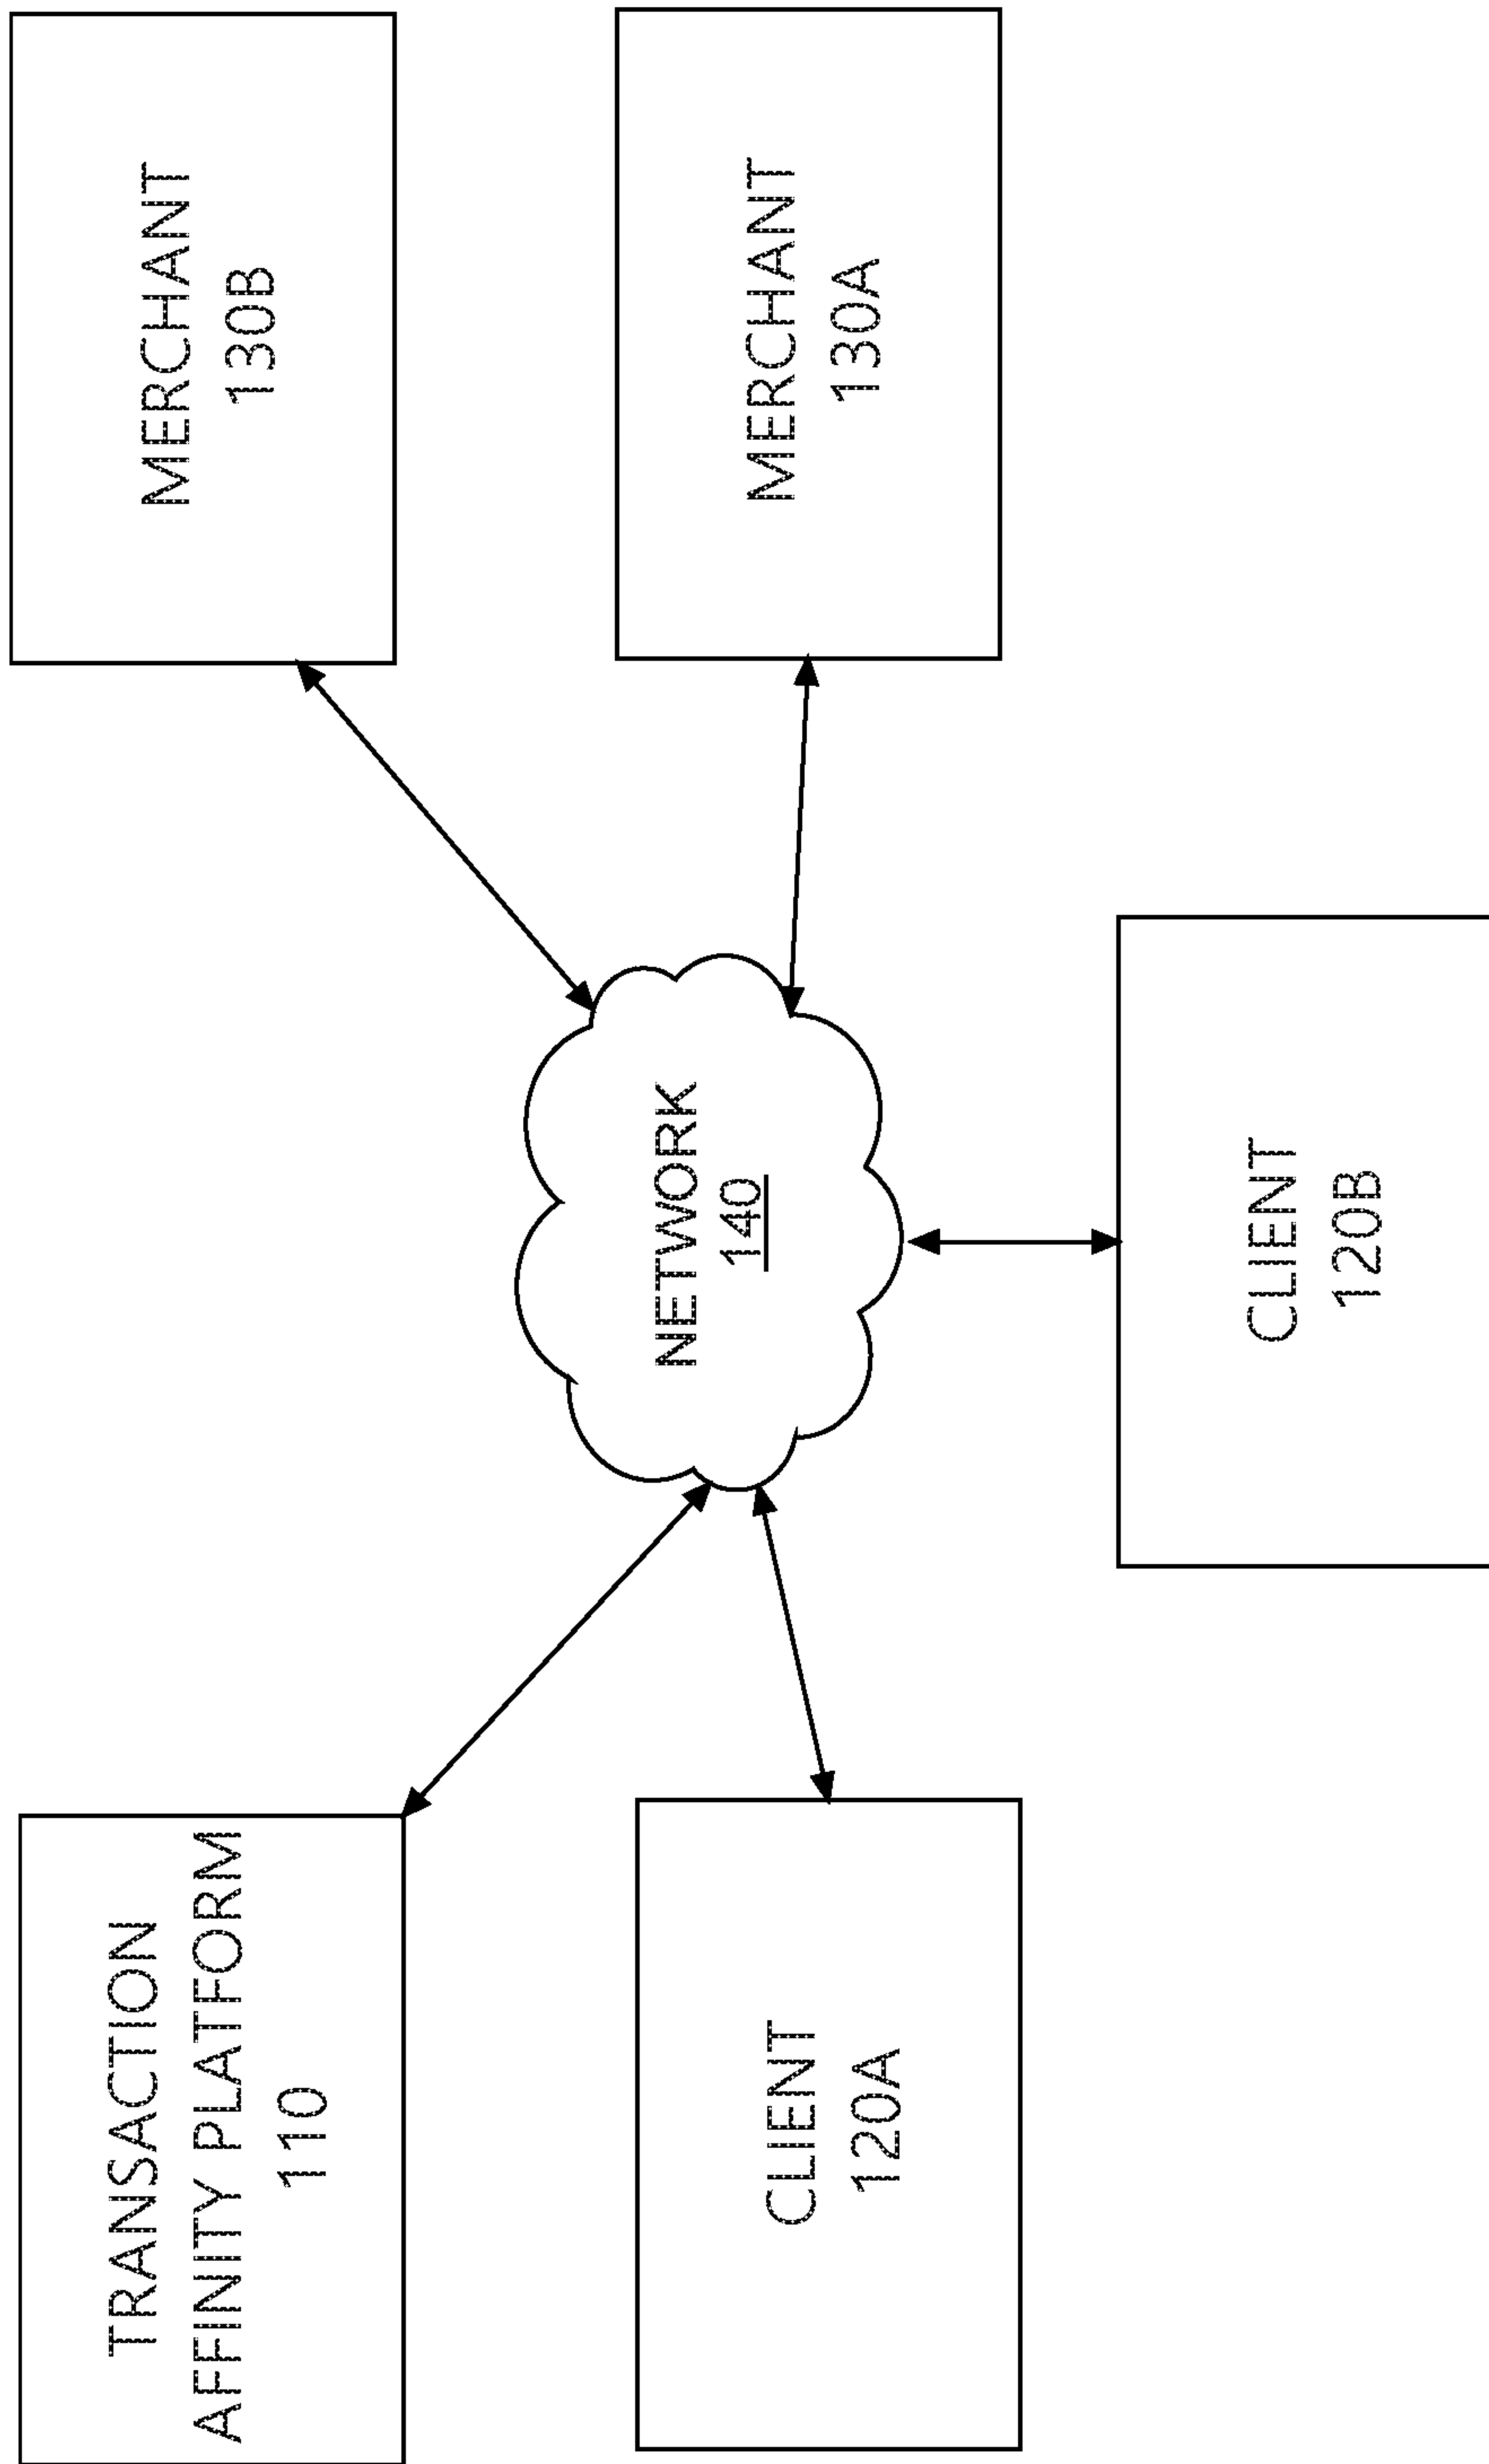 TRANSACTION
AFFINITY PLATFORM
110
MERCHANT
130B
NETWORK
140
CLIENT
120A
MERCHANT
130A
CLIENT
120B